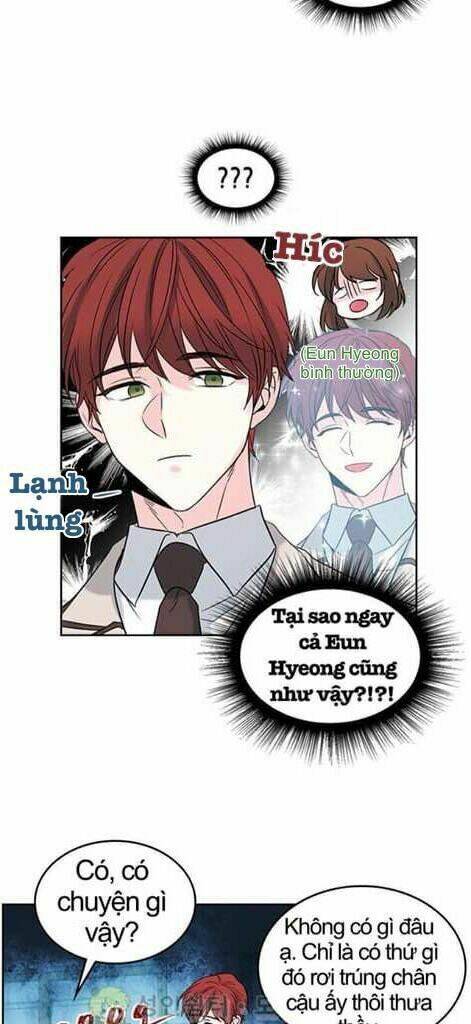 ???
Híc
(Eun Hyeong
bình thường)
Lạnh
lùng
Tại sao ngay
cả Eun
Hyeong cũng
như vậy?!?!
Có, có
chuyện gì
vậy?
Không có gì đâu
ạ. Chỉ là có thứ gì
đó rơi trúng chân
cậu ấy thôi thưa
thầy